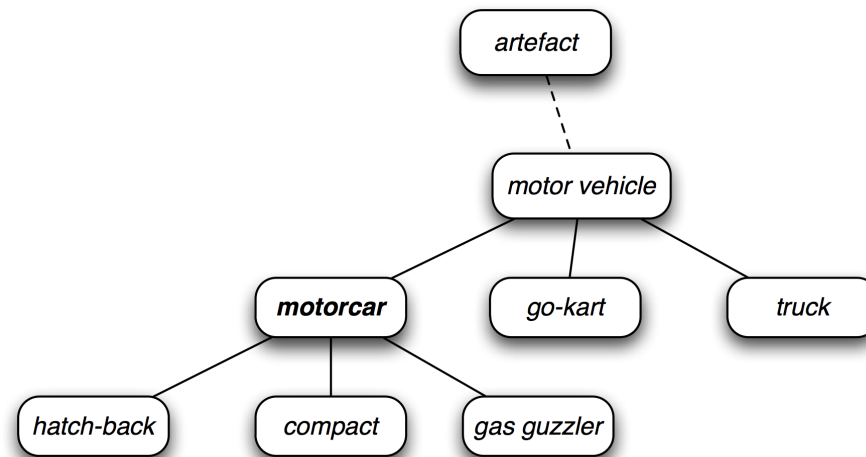 artefact
motor vehicle
motorcar
go-kart
truck
hatch-back
compact
gas guzzler